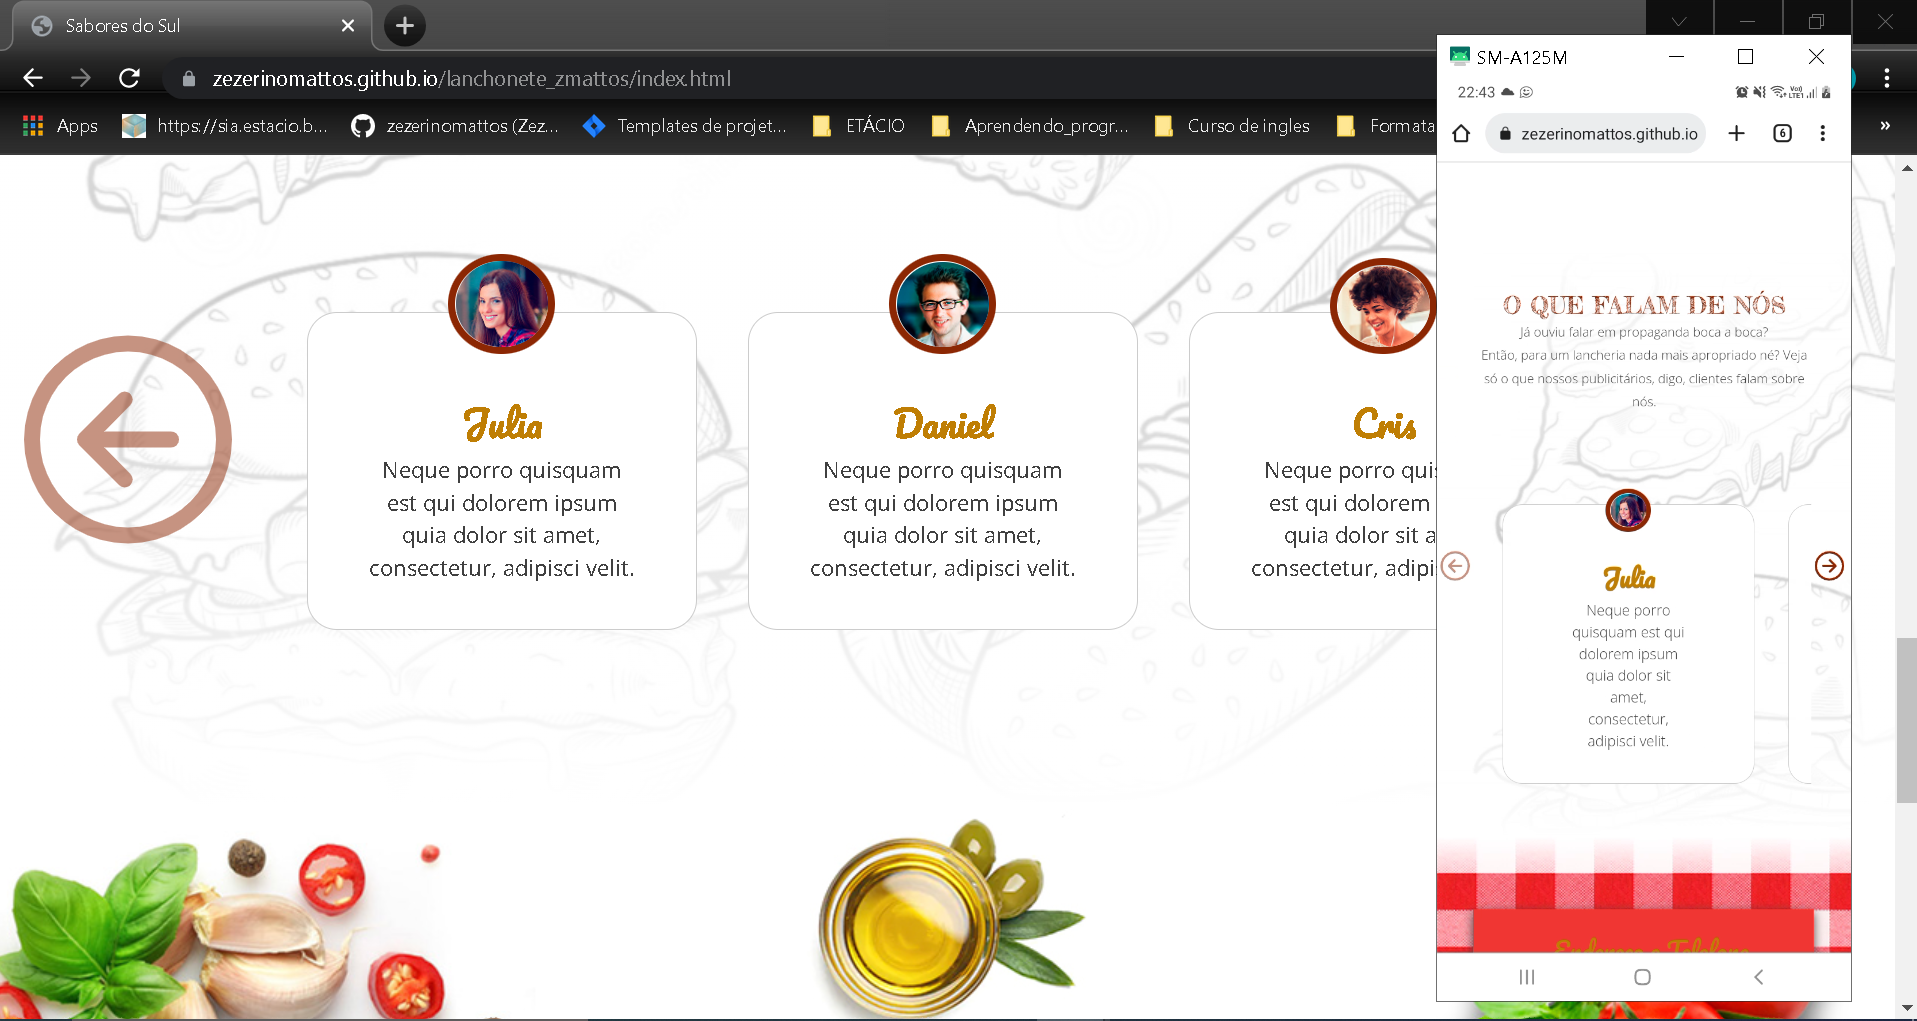 Sabores do Sul
zezerinomattos.github.io/lanchonete_zmattos/index.html
Apps
https://sia.estacio.b...
zezerinomattos (Zez...
Templates de projet...
ETÁCIO
Aprendendo_progr...
Curso de ingles
Formata
»
Julia
Neque porro quisquam
est qui dolorem ipsum
quia dolor sit amet,
consectetur, adipisci velit.
Daniel
Neque porro quisquam
est qui dolorem ipsum
quia dolor sit amet,
consectetur, adipisci velit.
Cris
Neque porro qui
est qui dolorem
quia dolor sit a
consectetur, adipi
SM-A125M
22:43
zezerinomattos.github.io
6
O QUE FALAM DE NÓS
Já ouviu falar em propaganda boca a boca?
Então, para um lancheria nada mais apropriado né? Veja
só o que nossos publicitários, digo, clientes falam sobre
nós.
Julia
Neque porro
quisquam est qui
dolorem ipsum
quia dolor sit
amet,
consectetur,
adipisci velit.
Endereço e Telefone